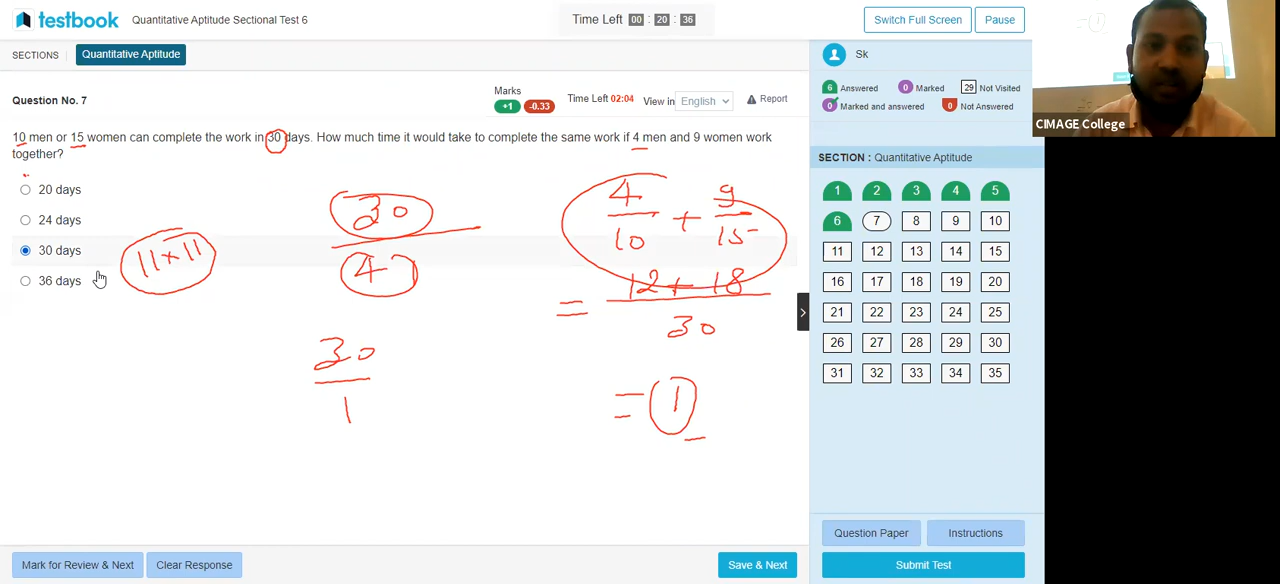 testbook
Quantitative Aptitude Sectional Test 6
Time Left 00 : 20 : 36
Switch Full Screen
Pause
SECTIONS
Quantitative Aptitude
Sk
Question No. 7
Marks
+1 -0.33
Time Left 02:04
View in English
Report
6 Answered
0 Marked
29 Not Visited
0 Marked and answered
0 Not Answered
CIMAGE College
10 men or 15 women can complete the work in 30 days. How much time it would take to complete the same work if 4 men and 9 women work
together?
20 days
24 days
30 days
36 days
11 × 11
30
4
30
1
4 + 9
10 15
= 12 + 18
30
= 1
SECTION: Quantitative Aptitude
1 2 3 4 5
6 7 8 9 10
11 12 13 14 15
16 17 18 19 20
21 22 23 24 25
26 27 28 29 30
31 32 33 34 35
Question Paper
Instructions
Mark for Review & Next
Clear Response
Save & Next
Submit Test